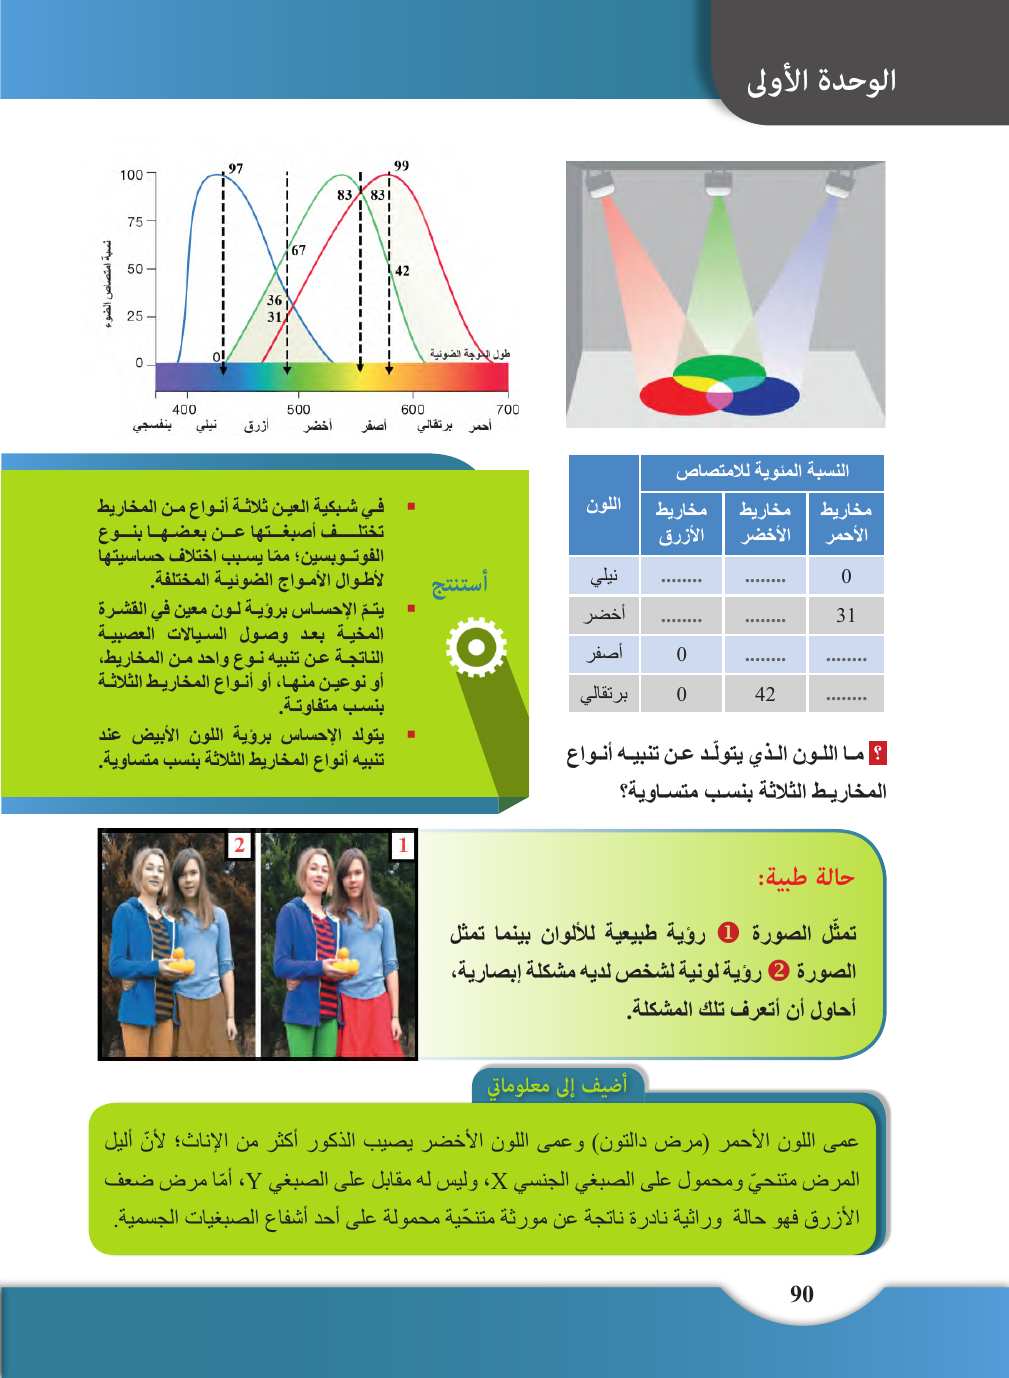 الوحدة الأولى
نسبة امتصاص الضوء
100
75
50
25
0
97
99
83
83
67
42
36
31
0
طول الموجة الضوئية
400
500
600
700
بنفسجي نيلي أزرق أخضر أصفر برتقالي أحمر
اللون
النسبة المئوية للامتصاص
مخاريط الأحمر
مخاريط الأخضر
مخاريط الأزرق
0 ........ ........ نيلي
31 ........ ........ أخضر
........ ........ 0 أصفر
........ 42 0 برتقالي
؟ ما اللون الذي يتولّد عن تنبيه أنواع
المخاريط الثلاثة بنسب متساوية؟
أستنتج
▪ في شبكية العين ثلاثة أنواع من المخاريط
تختلف أصبغتها عن بعضها بنوع
الفوتوبسين؛ ممّا يسبب اختلاف حساسيتها
لأطوال الأمواج الضوئية المختلفة.
▪ يتمّ الإحساس برؤية لون معين في القشرة
المخية بعد وصول السيالات العصبية
الناتجة عن تنبيه نوع واحد من المخاريط،
أو نوعين منها، أو أنواع المخاريط الثلاثة
بنسب متفاوتة.
▪ يتولد الإحساس برؤية اللون الأبيض عند
تنبيه أنواع المخاريط الثلاثة بنسب متساوية.
1
2
حالة طبية:
تمثّل الصورة ❶ رؤية طبيعية للألوان بينما تمثل
الصورة ❷ رؤية لونية لشخص لديه مشكلة إبصارية،
أحاول أن أتعرف تلك المشكلة.
أضيف إلى معلوماتي
عمى اللون الأحمر (مرض دالتون) وعمى اللون الأخضر يصيب الذكور أكثر من الإناث؛ لأنّ أليل
المرض متنحيّ ومحمول على الصبغي الجنسي X، وليس له مقابل على الصبغي Y، أمّا مرض ضعف
الأزرق فهو حالة وراثية نادرة ناتجة عن مورثة متنحّية محمولة على أحد أشفاع الصبغيات الجسمية.
90